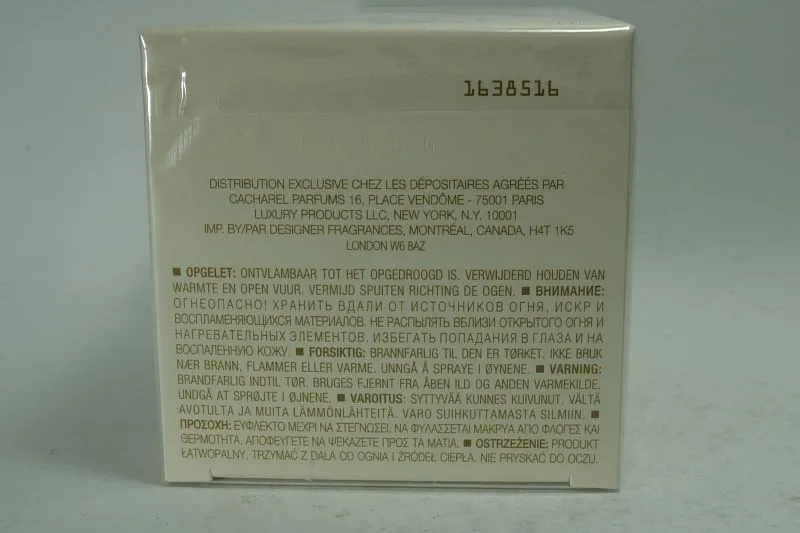 1638516
DISTRIBUTION EXCLUSIVE CHEZ LES DÉPOSITAIRES AGRÉÉS PAR
CACHAREL PARFUMS 16, PLACE VENDÔME - 75001 PARIS
LUXURY PRODUCTS LLC, NEW YORK, N.Y. 10001
IMP. BY/PAR DESIGNER FRAGRANCES, MONTRÉAL, CANADA, H4T 1K5
LONDON W6 8AZ
■ OPGELET: ONTVLAMBAAR TOT HET OPGEDROOGD IS. VERWIJDERD HOUDEN VAN
WARMTE EN OPEN VUUR. VERMIJD SPUITEN RICHTING DE OGEN. ■ ВНИМАНИЕ:
ОГНЕОПАСНО! ХРАНИТЬ ВДАЛИ ОТ ИСТОЧНИКОВ ОГНЯ, ИСКР И
ВОСПЛАМЕНЯЮЩИХСЯ МАТЕРИАЛОВ. НЕ РАСПЫЛЯТЬ ВБЛИЗИ ОТКРЫТОГО ОГНЯ И
НАГРЕВАТЕЛЬНЫХ ЭЛЕМЕНТОВ. ИЗБЕГАТЬ ПОПАДАНИЯ В ГЛАЗА И НА
ВОСПАЛЕННУЮ КОЖУ. ■ FORSIKTIG: BRANNFARLIG TIL DEN ER TØRKET. IKKE BRUK
NÆR BRANN, FLAMMER ELLER VARME. UNNGÅ Å SPRAYE I ØYNENE. ■ VARNING:
BRANDFARLIG INDTIL TØR. BRUGES FJERNT FRA ÅBEN ILD OG ANDEN VARMEKILDE.
UNDGÅ AT SPRØJTE I ØJNENE. ■ VAROITUS: SYTTYVÄÄ KUNNES KUIVUNUT. VÄLTÄ
AVOTULTA JA MUITA LÄMMÖNLÄHTEITÄ. VARO SUIHKUTTAMASTA SILMIIN. ■
ΠΡΟΣΟΧΗ: ΕΥΦΛΕΚΤΟ ΜΕΧΡΙ ΝΑ ΣΤΕΓΝΩΣΕΙ. ΝΑ ΦΥΛΑΣΣΕΤΑΙ ΜΑΚΡΥΑ ΑΠΟ ΦΛΟΓΕΣ ΚΑΙ
ΘΕΡΜΟΤΗΤΑ. ΑΠΟΦΕΥΓΕΤΕ ΝΑ ΨΕΚΑΖΕΤΕ ΠΡΟΣ ΤΑ ΜΑΤΙΑ. ■ OSTRZEŻENIE: PRODUKT
ŁATWOPALNY. TRZYMAĆ Z DALA OD OGNIA I ŹRÓDEŁ CIEPŁA. NIE PRYSKAĆ DO OCZU.